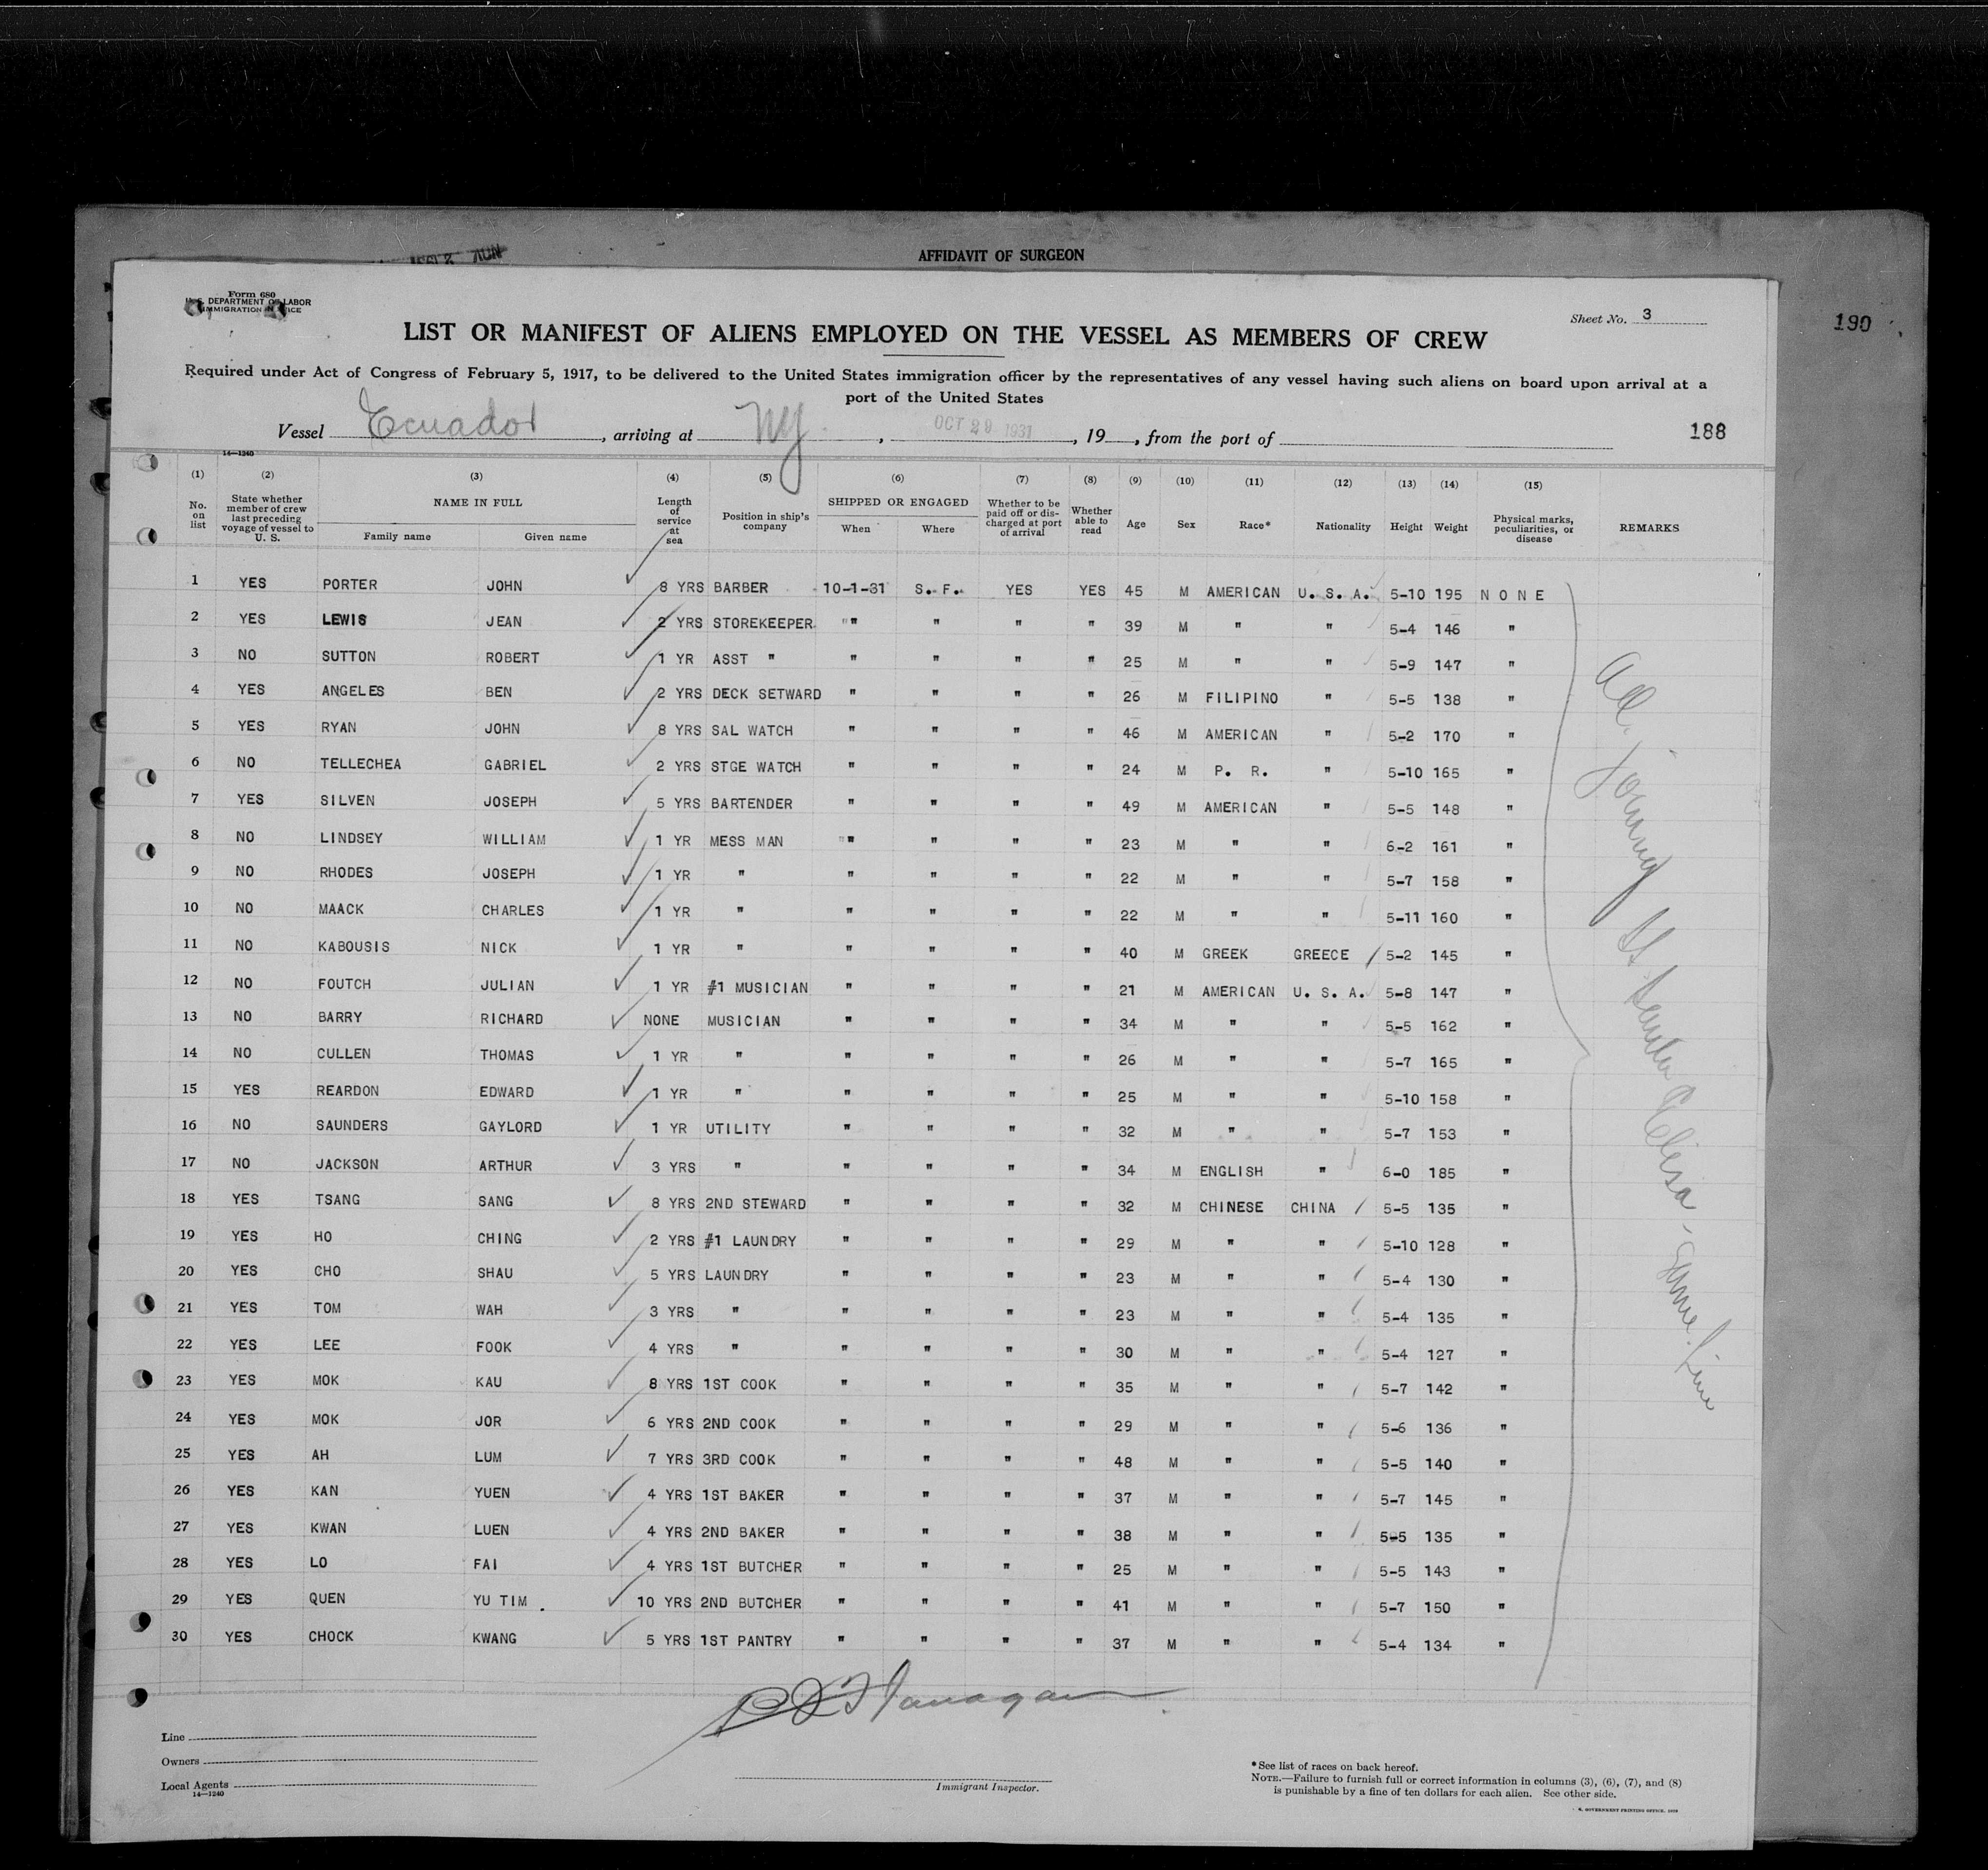 AFFIDAVIT OF SURGEON
190
Form 680
U. S. DEPARTMENT OF LABOR
IMMIGRATION
Sheet No. 3
LIST OR MANIFEST OF ALIENS EMPLOYED ON THE VESSEL AS MEMBERS OF CREW
Required under Act of Congress of February 5, 1917, to be delivered to the United States immigration officer by the representatives of any vessel having such aliens on board upon arrival at a
port of the United States
Vessel Ecuador, arriving at NY, OCT 29 1931, 19, from the port of
188
14—1240
(1) (2) (3) (4) (5) (6) (7) (8) (9) (10) (11) (12) (13) (14) (15)
No. on list State whether member of crew last preceding voyage of vessel to U. S. NAME IN FULL Family name Given name Length of service at sea Position in ship's company SHIPPED OR ENGAGED When Where Whether to be paid off or discharged at port of arrival Whether able to read Age Sex Race* Nationality Height Weight Physical marks, peculiarities, or disease REMARKS
1 YES PORTER JOHN 8 YRS BARBER 10-1-31 S. F. YES YES 45 M AMERICAN U. S. A. 5-10 195 N O N E
2 YES LEWIS JEAN 2 YRS STOREKEEPER " " " " 39 M " " 5-4 146 "
3 NO SUTTON ROBERT 1 YR ASST " " " " " 25 M " " 5-9 147 "
4 YES ANGELES BEN 2 YRS DECK SETWARD " " " " 26 M FILIPINO " 5-5 138 "
5 YES RYAN JOHN 8 YRS SAL WATCH " " " " 46 M AMERICAN " 5-2 170 "
6 NO TELLECHEA GABRIEL 2 YRS STGE WATCH " " " " 24 M P. R. " 5-10 165 "
7 YES SILVEN JOSEPH 5 YRS BARTENDER " " " " 49 M AMERICAN " 5-5 148 "
8 NO LINDSEY WILLIAM 1 YR MESS MAN " " " " 23 M " " 6-2 161 "
9 NO RHODES JOSEPH 1 YR " " " " " 22 M " " 5-7 158 "
10 NO MAACK CHARLES 1 YR " " " " " 22 M " " 5-11 160 "
11 NO KABOUSIS NICK 1 YR " " " " " 40 M GREEK GREECE 5-2 145 "
12 NO FOUTCH JULIAN 1 YR #1 MUSICIAN " " " " 21 M AMERICAN U. S. A. 5-8 147 "
13 NO BARRY RICHARD NONE MUSICIAN " " " " 34 M " " 5-5 162 "
14 NO CULLEN THOMAS 1 YR " " " " " 26 M " " 5-7 165 "
15 YES REARDON EDWARD 1 YR " " " " " 25 M " " 5-10 158 "
16 NO SAUNDERS GAYLORD 1 YR UTILITY " " " " 32 M " " 5-7 153 "
17 NO JACKSON ARTHUR 3 YRS " " " " " 34 M ENGLISH " 6-0 185 "
18 YES TSANG SANG 8 YRS 2ND STEWARD " " " " 32 M CHINESE CHINA 5-5 135 "
19 YES HO CHING 2 YRS #1 LAUNDRY " " " " 29 M " " 5-10 128 "
20 YES CHO SHAU 5 YRS LAUNDRY " " " " 23 M " " 5-4 130 "
21 YES TOM WAH 3 YRS " " " " " 23 M " " 5-4 135 "
22 YES LEE FOOK 4 YRS " " " " " 30 M " " 5-4 127 "
23 YES MOK KAU 8 YRS 1ST COOK " " " " 35 M " " 5-7 142 "
24 YES MOK JOR 6 YRS 2ND COOK " " " " 29 M " " 5-6 136 "
25 YES AH LUM 7 YRS 3RD COOK " " " " 48 M " " 5-5 140 "
26 YES KAN YUEN 4 YRS 1ST BAKER " " " " 37 M " " 5-7 145 "
27 YES KWAN LUEN 4 YRS 2ND BAKER " " " " 38 M " " 5-5 135 "
28 YES LO FAI 4 YRS 1ST BUTCHER " " " " 25 M " " 5-5 143 "
29 YES QUEN YU TIM . 10 YRS 2ND BUTCHER " " " " 41 M " " 5-7 150 "
30 YES CHOCK KWANG 5 YRS 1ST PANTRY " " " " 37 M " " 5-4 134 "
All joining SS. Santa Elisa, same line
Flanagan
Line
Owners
Local Agents
14—1240
Immigrant Inspector.
*See list of races on back hereof.
NOTE.—Failure to furnish full or correct information in columns (3), (6), (7), and (8)
is punishable by a fine of ten dollars for each alien. See other side.
S. GOVERNMENT PRINTING OFFICE.